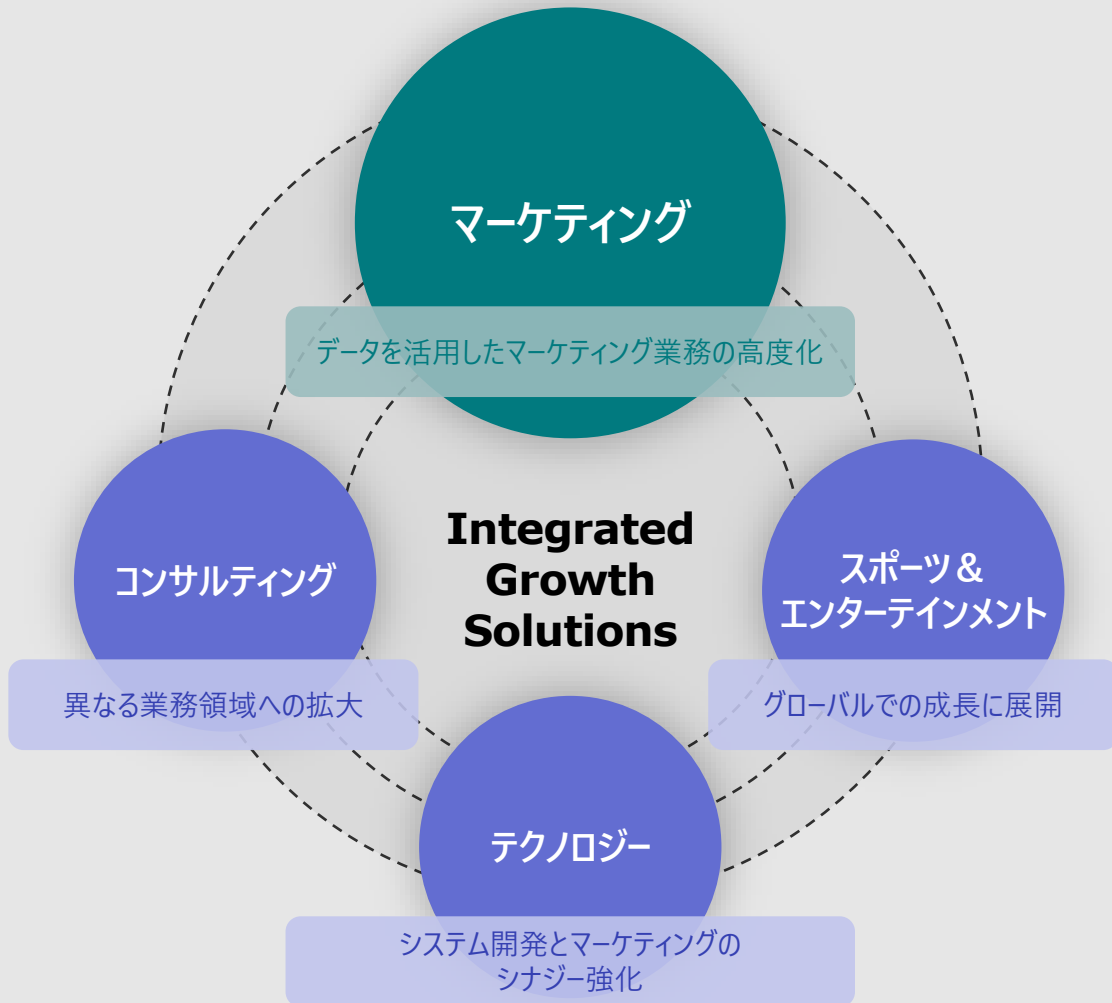 マーケティング
データを活用したマーケティング業務の高度化
Integrated
Growth
Solutions
コンサルティング
異なる業務領域への拡大
スポーツ＆
エンターテインメント
グローバルでの成長に展開
テクノロジー
システム開発とマーケティングの
シナジー強化